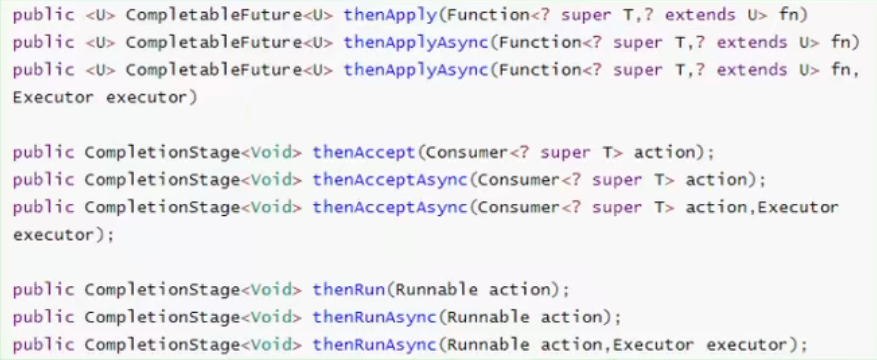 public <U> CompletableFuture<U> thenApply(Function<? super T,? extends U> fn)
public <U> CompletableFuture<U> thenApplyAsync(Function<? super T,? extends U> fn)
public <U> CompletableFuture<U> thenApplyAsync(Function<? super T,? extends U> fn,
Executor executor)
public CompletionStage<Void> thenAccept(Consumer<? super T> action);
public CompletionStage<Void> thenAcceptAsync(Consumer<? super T> action);
public CompletionStage<Void> thenAcceptAsync(Consumer<? super T> action,Executor
executor);
public CompletionStage<Void> thenRun(Runnable action);
public CompletionStage<Void> thenRunAsync(Runnable action);
public CompletionStage<Void> thenRunAsync(Runnable action,Executor executor);